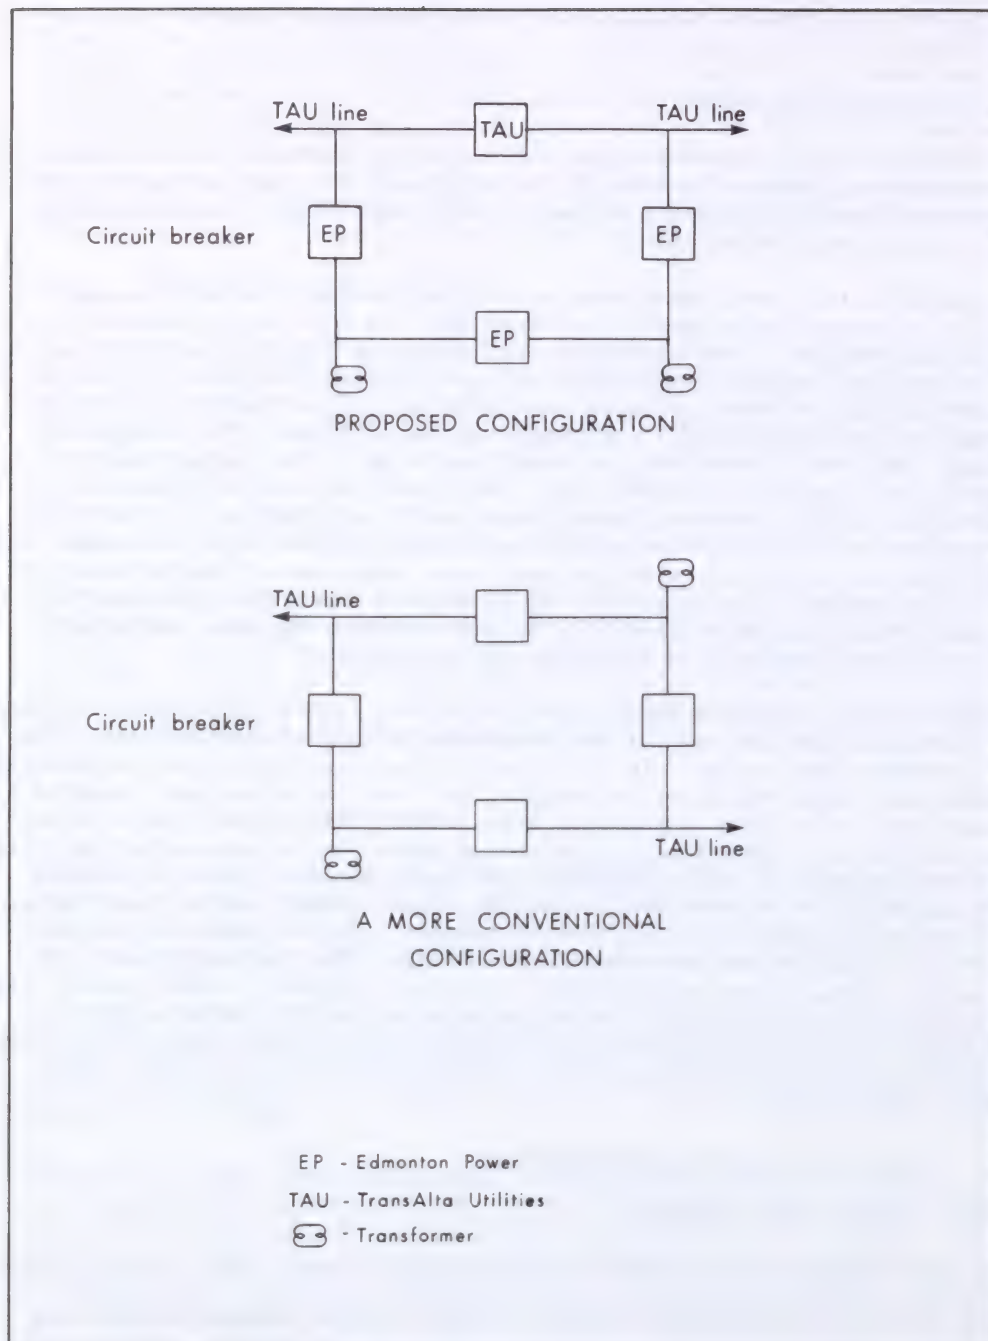 TAU line
TAU
TAU line
Circuit breaker
EP
EP
EP
PROPOSED CONFIGURATION
TAU line
Circuit breaker
TAU line
A MORE CONVENTIONAL
CONFIGURATION
EP - Edmonton Power
TAU - TransAlta Utilities
- Transformer